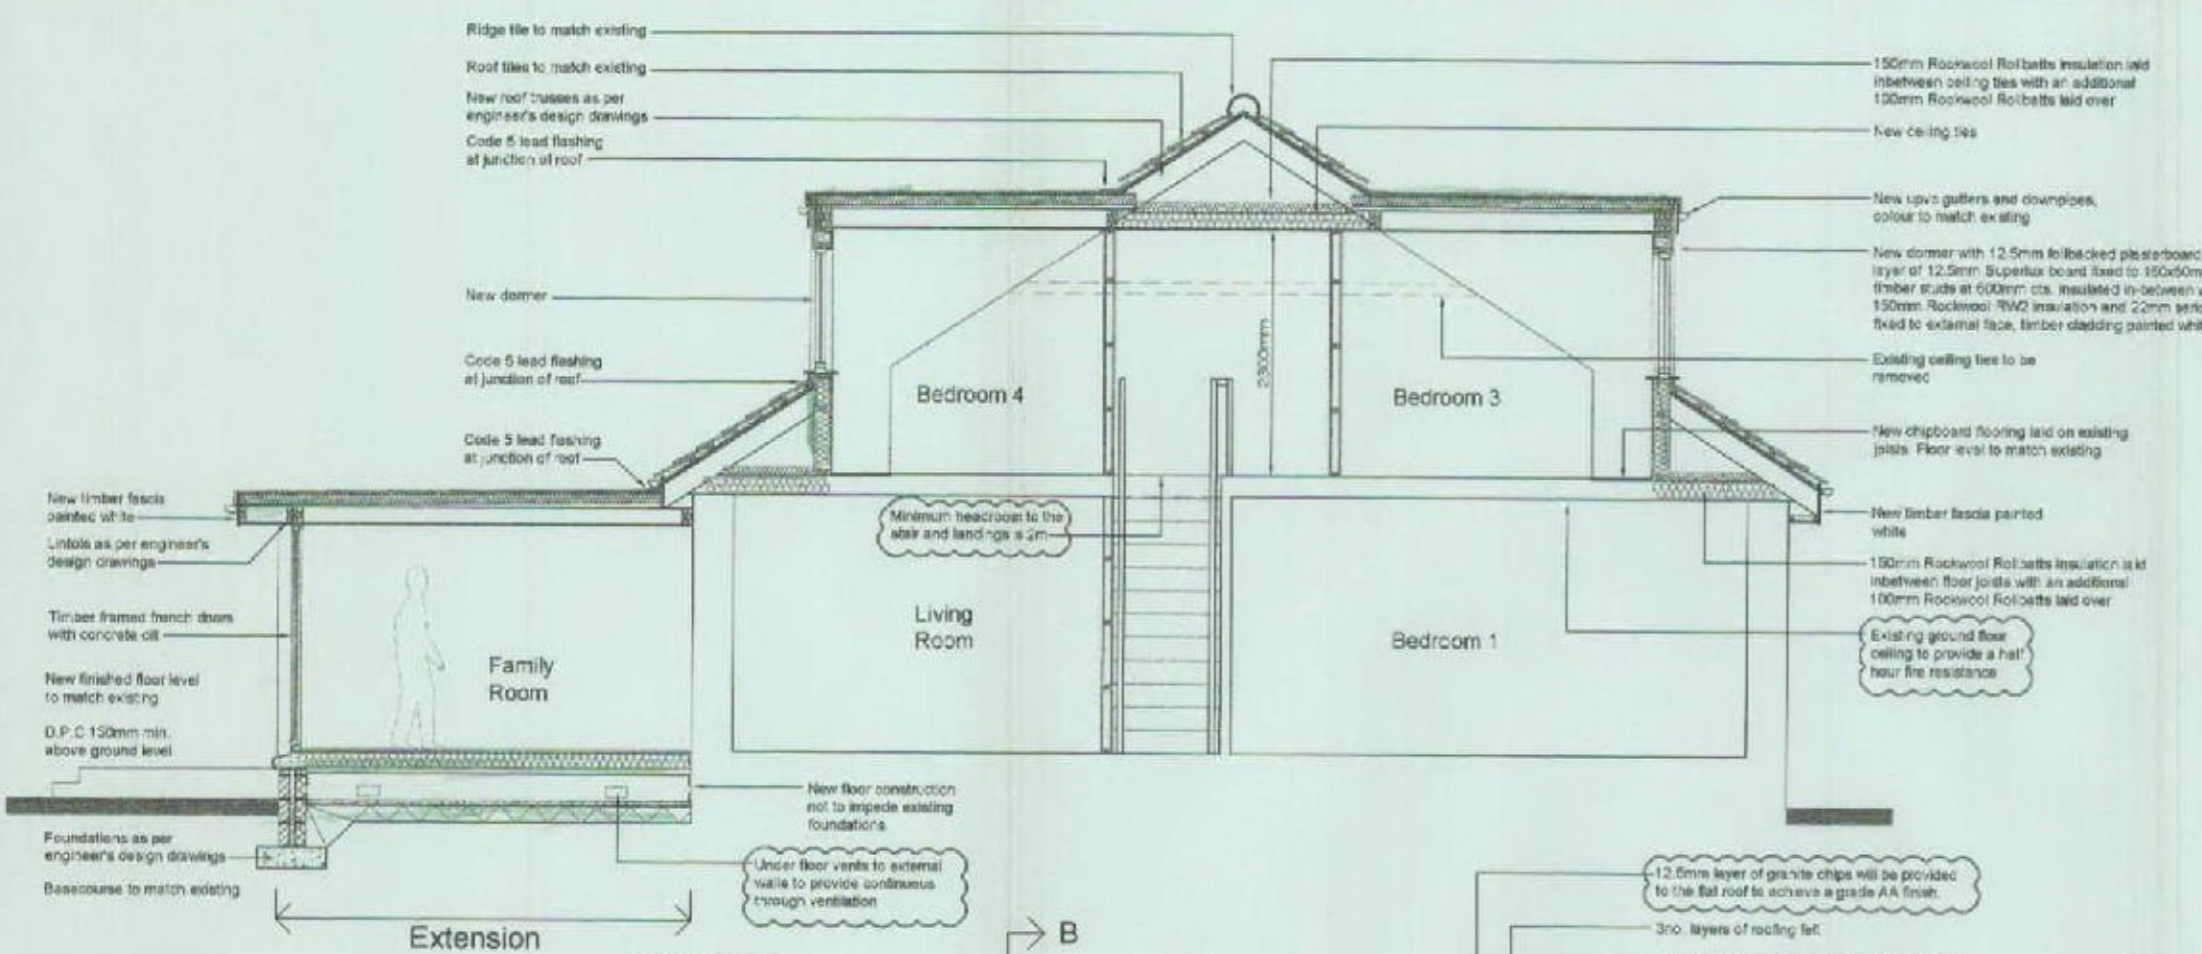 Ridge tile to match existing
Roof tiles to match existing
New roof trusses as per
engineer's design drawings
Code 5 lead flashing
at junction of roof
New dormer
Code 5 lead flashing
at junction of roof
Code 5 lead flashing
at junction of roof
New timber fascia
painted white
Lintols as per engineer's
design drawings
Timber framed french doors
with concrete cill
New finished floor level
to match existing
D.P.C 150mm min.
above ground level
Foundations as per
engineer's design drawings
Basecourse to match existing
Extension
Family
Room
Living
Room
Bedroom 4
Bedroom 3
Bedroom 1
2300mm
Minimum headroom to the
stair and landings is 2m
New floor construction
not to impede existing
foundations
Under floor vents to external
walls to provide continuous
through ventilation
B
150mm Rockwool Rollbatts insulation laid
inbetween ceiling ties with an additional
100mm Rockwool Rollbatts laid over
New ceiling ties
New upvc gutters and downpipes,
colour to match existing
New dormer with 12.5mm foilbacked plasterboard
layer of 12.5mm Superlux board fixed to
timber studs at 600mm cts. insulated in-between
150mm Rockwool RW2 insulation and 22mm
fixed to external face, timber cladding painted
Existing ceiling ties to be
removed
New chipboard flooring laid on existing
joists. Floor level to match existing
New timber fascia painted
white
150mm Rockwool Rollbatts insulation laid
inbetween floor joists with an additional
100mm Rockwool Rollbatts laid over
Existing ground floor
ceiling to provide a half
hour fire resistance
12.5mm layer of granite chips will be provided
to the flat roof to achieve a grade AA finish.
3no. layers of roofing felt